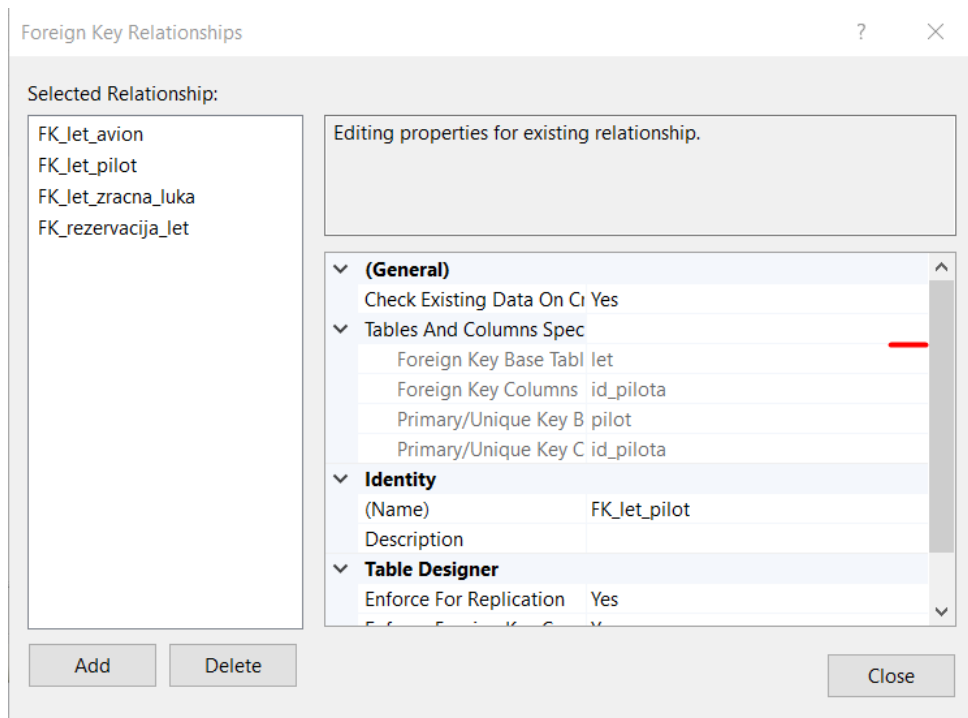 Foreign Key Relationships
?
Selected Relationship:
FK_let_avion
FK_let_pilot
FK_let_zracna_luka
FK_rezervacija_let
Editing properties for existing relationship.
(General)
Check Existing Data On Cr Yes
Tables And Columns Spec
Foreign Key Base Tabl let
Foreign Key Columns id_pilota
Primary/Unique Key B pilot
Primary/Unique Key C id_pilota
Identity
(Name) FK_let_pilot
Description
Table Designer
Enforce For Replication Yes
Add
Delete
Close